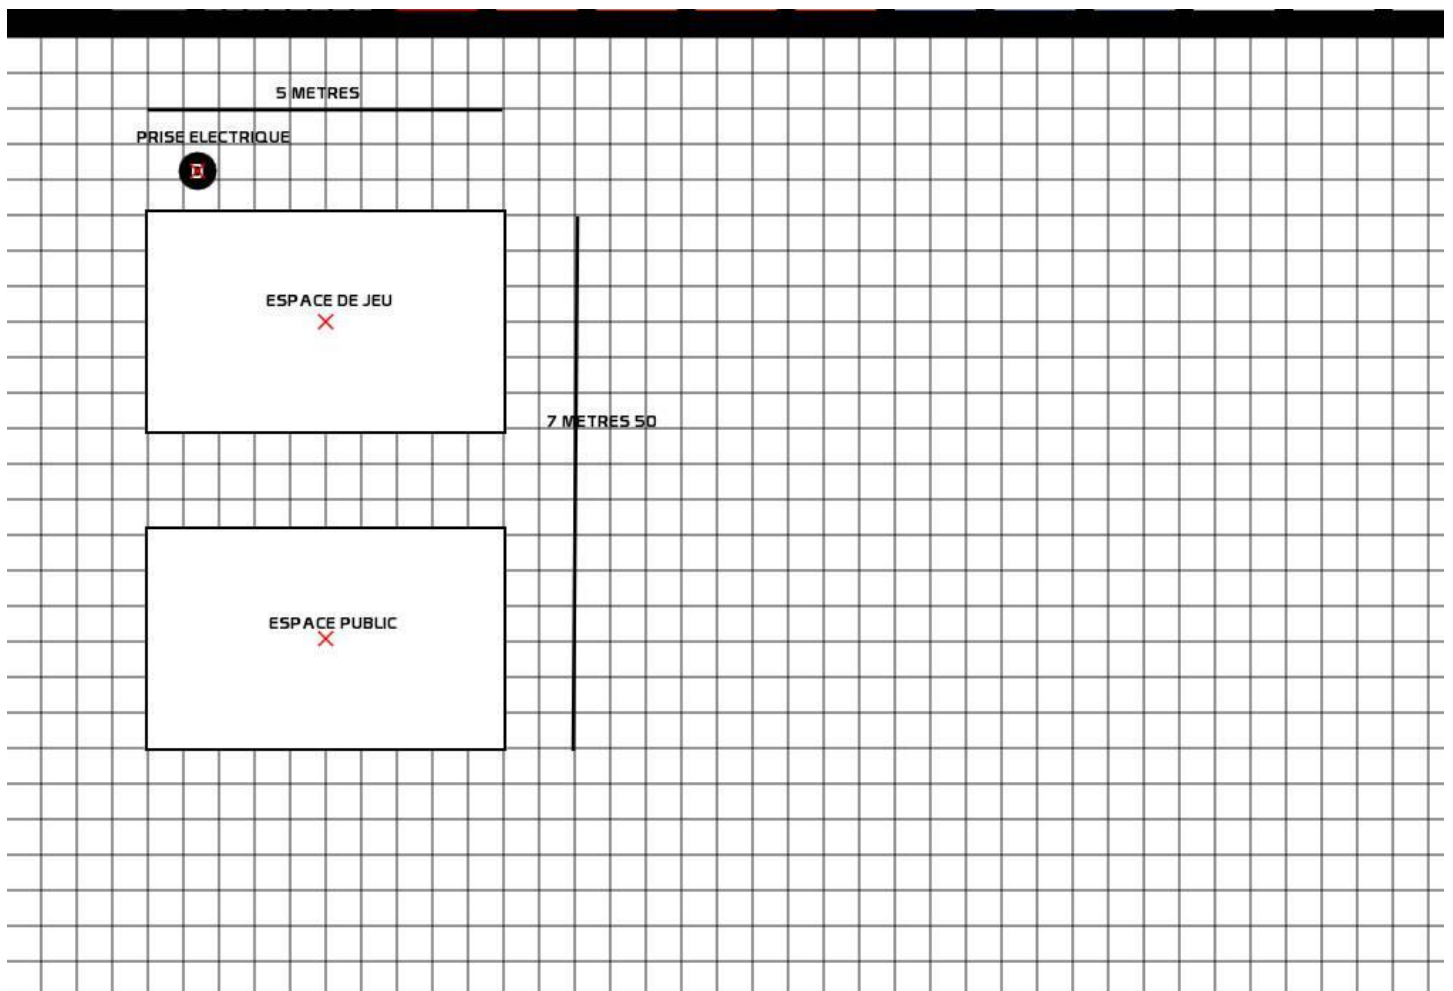 5 METRES
PRISE ELECTRIQUE
ESPACE DE JEU
7 METRES 50
ESPACE PUBLIC